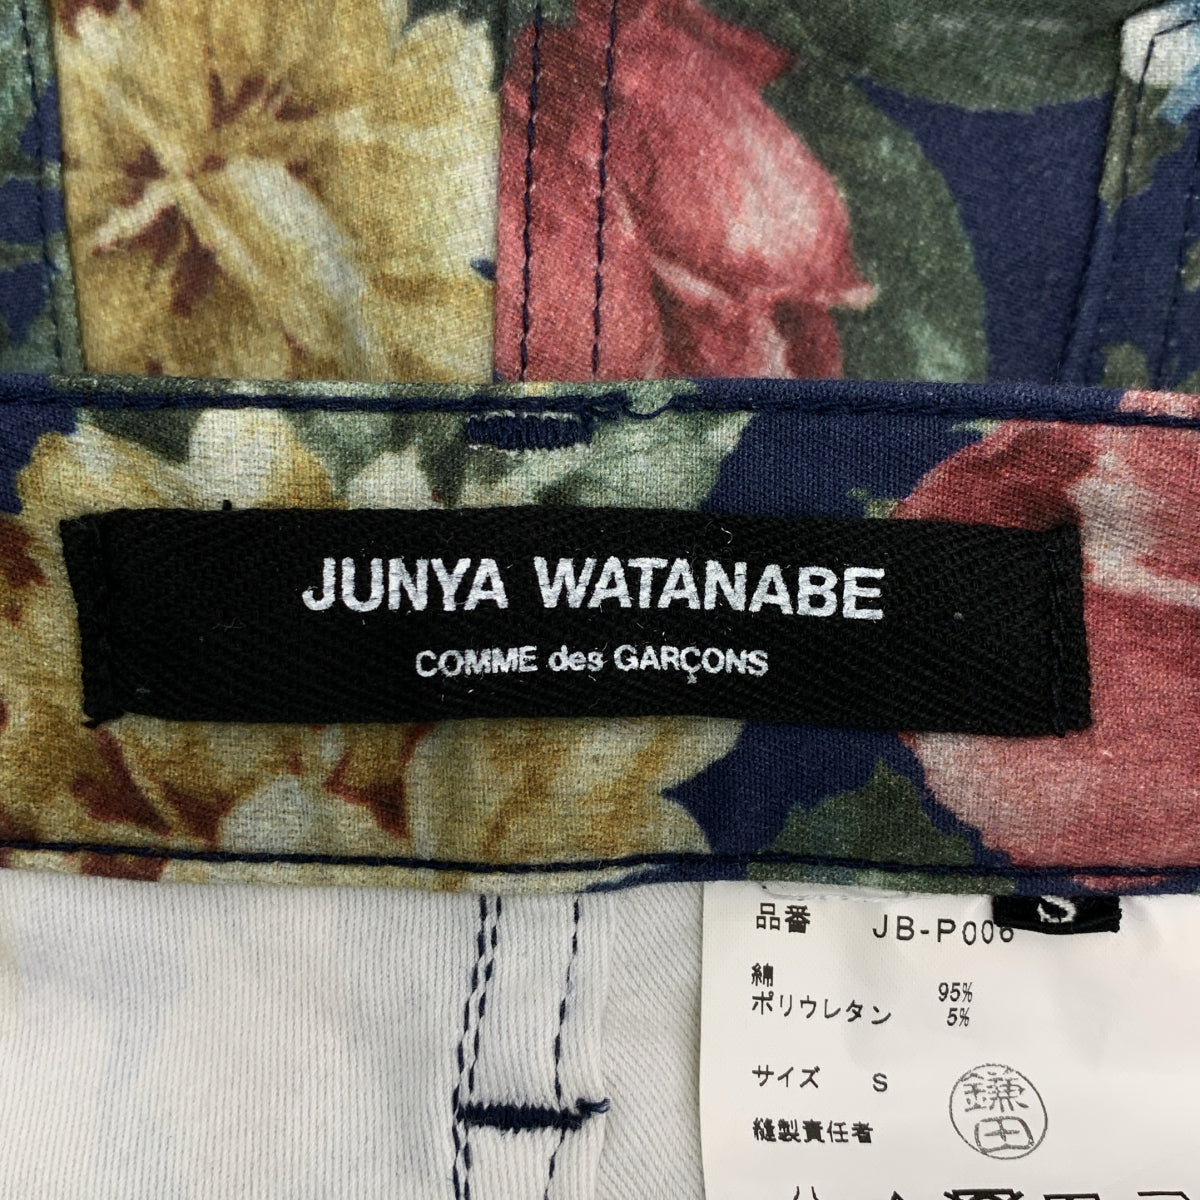 JUNYA WATANABE
COMME des GARÇONS
S
品番 JB-P006
綿 95%
ポリウレタン 5%
サイズ S
縫製責任者 鎌田